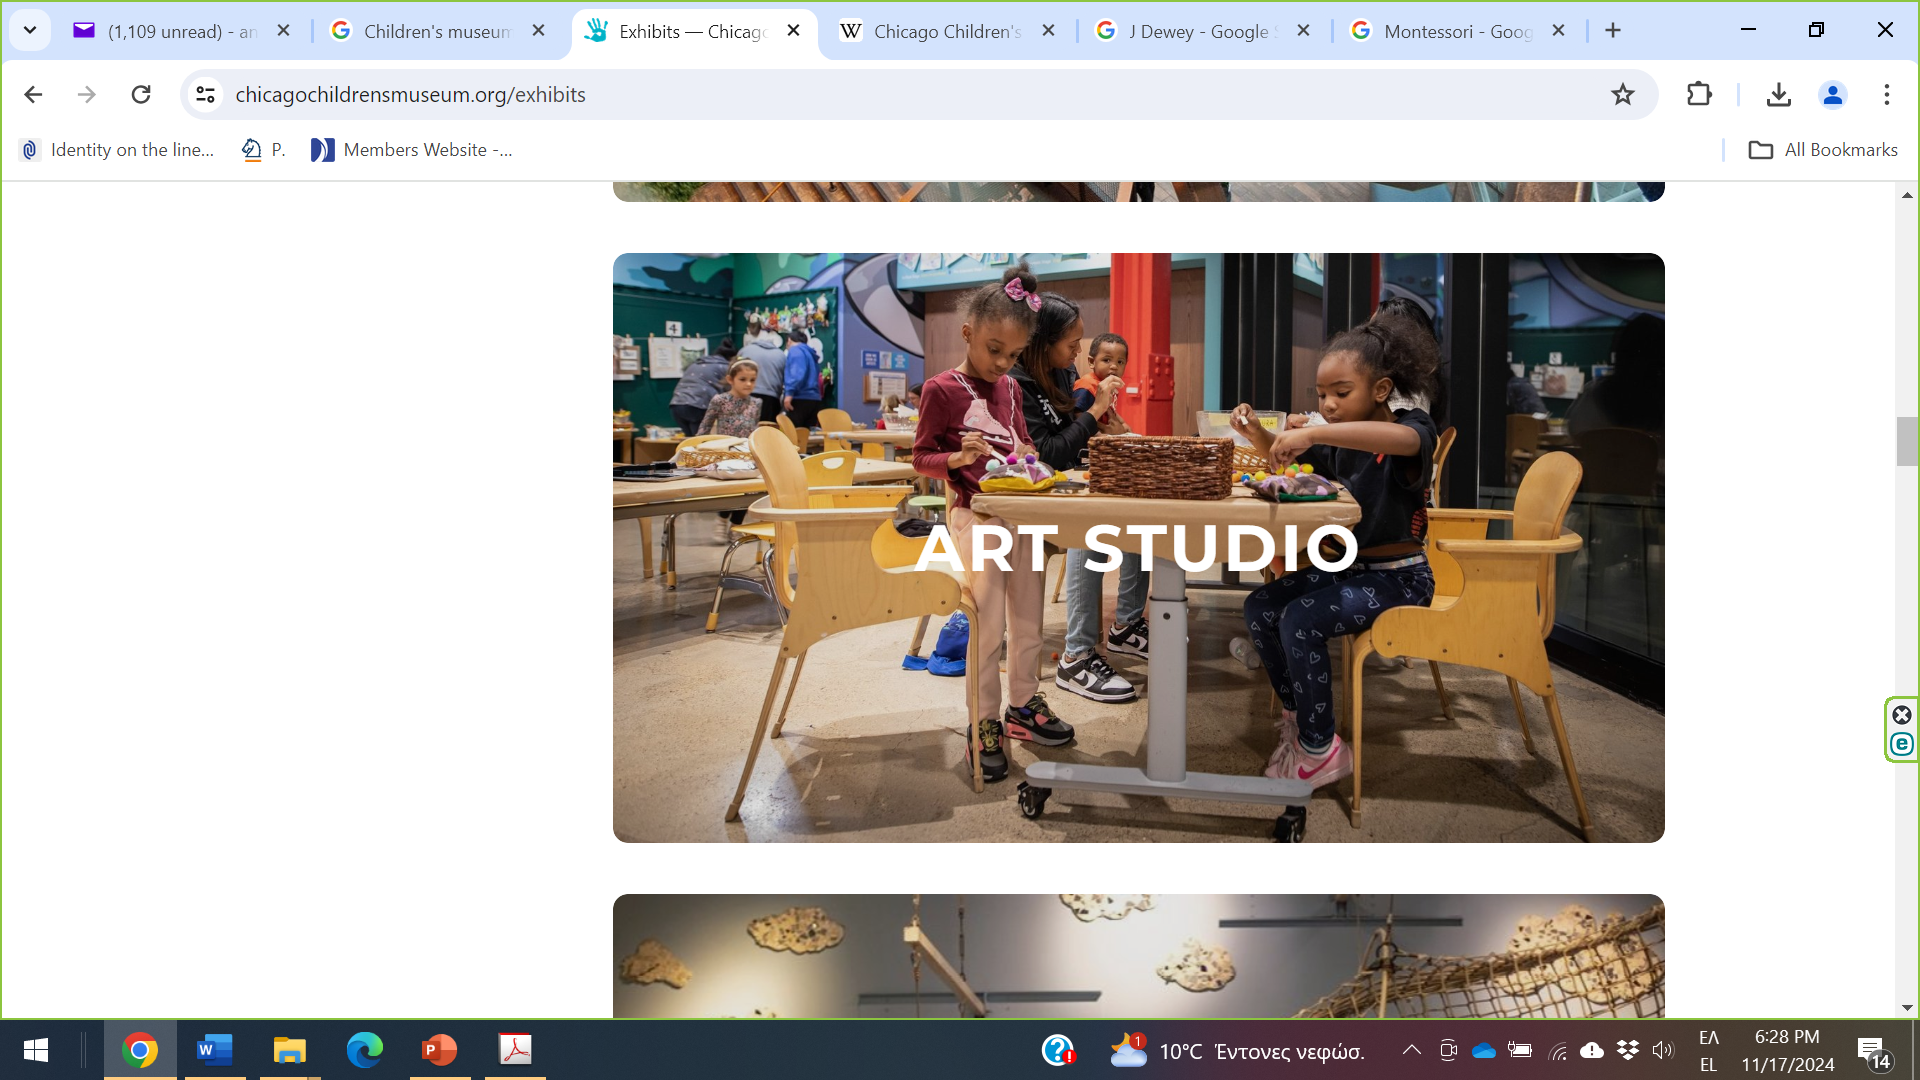 (1,109 unread) - an
Children's museum
Exhibits — Chicago
Chicago Children's
J Dewey - Google S
Montessori - Goog
chicagochildrensmuseum.org/exhibits
Identity on the line...
P.
Members Website -...
All Bookmarks
4
ART STUDIO
10°C Έντονες νεφώσ.
ΕΛ
EL
6:28 PM
11/17/2024
1
14